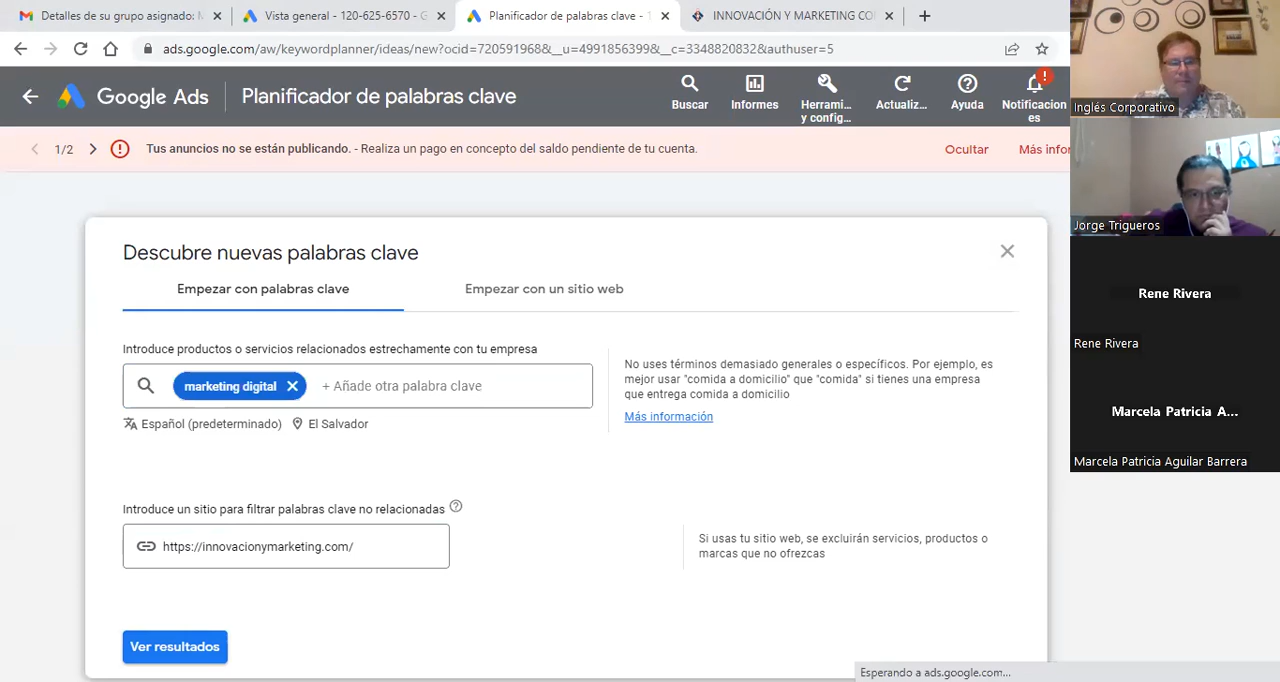 Detalles de su grupo asignado: M
Vista general - 120-625-6570 - G
Planificador de palabras clave - 1
INNOVACIÓN Y MARKETING CO
ads.google.com/aw/keywordplanner/ideas/new?ocid=720591968&__u=4991856399&__c=3348820832&authuser=5
Google Ads
Planificador de palabras clave
Buscar
Informes
Herrami...
y config...
Actualiz...
Ayuda
Notificacion
es
1/2
Tus anuncios no se están publicando. - Realiza un pago en concepto del saldo pendiente de tu cuenta.
Ocultar
Más infor
Descubre nuevas palabras clave
Empezar con palabras clave
Empezar con un sitio web
Introduce productos o servicios relacionados estrechamente con tu empresa
marketing digital
+ Añade otra palabra clave
Español (predeterminado)
El Salvador
No uses términos demasiado generales o específicos. Por ejemplo, es
mejor usar "comida a domicilio" que "comida" si tienes una empresa
que entrega comida a domicilio
Más información
Introduce un sitio para filtrar palabras clave no relacionadas
https://innovacionymarketing.com/
Si usas tu sitio web, se excluirán servicios, productos o
marcas que no ofrezcas
Ver resultados
Esperando a ads.google.com...
Inglés Corporativo
Jorge Trigueros
Rene Rivera
Rene Rivera
Marcela Patricia A...
Marcela Patricia Aguilar Barrera